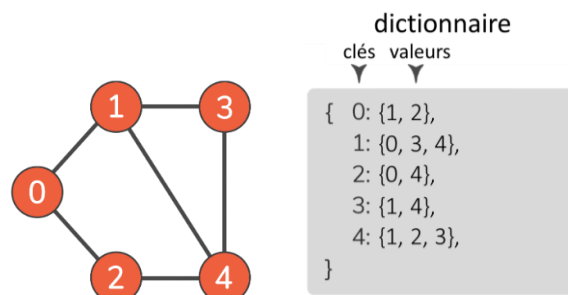 dictionnaire
clés valeurs
1 3
0
2 4
{ 0: {1, 2},
1: {0, 3, 4},
2: {0, 4},
3: {1, 4},
4: {1, 2, 3},
}